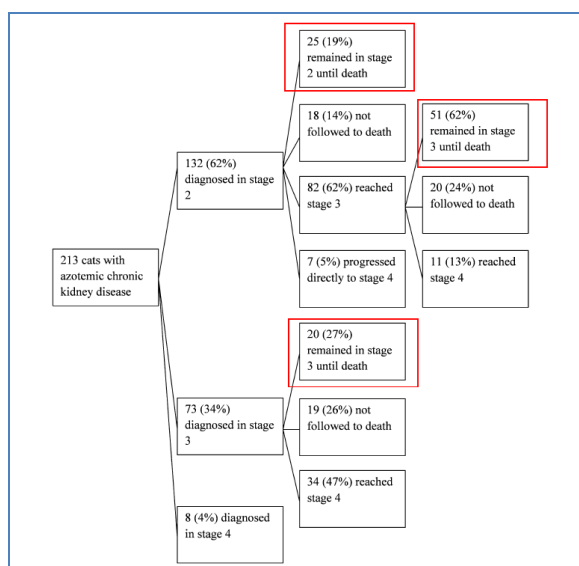 25 (19%)
remained in stage
2 until death
18 (14%) not
followed to death
51 (62%)
remained in stage
3 until death
132 (62%)
diagnosed in stage
2
82 (62%) reached
stage 3
20 (24%) not
followed to death
213 cats with
azotemic chronic
kidney disease
7 (5%) progressed
directly to stage 4
11 (13%) reached
stage 4
20 (27%)
remained in stage
3 until death
73 (34%)
diagnosed in stage
3
19 (26%) not
followed to death
34 (47%) reached
stage 4
8 (4%) diagnosed
in stage 4